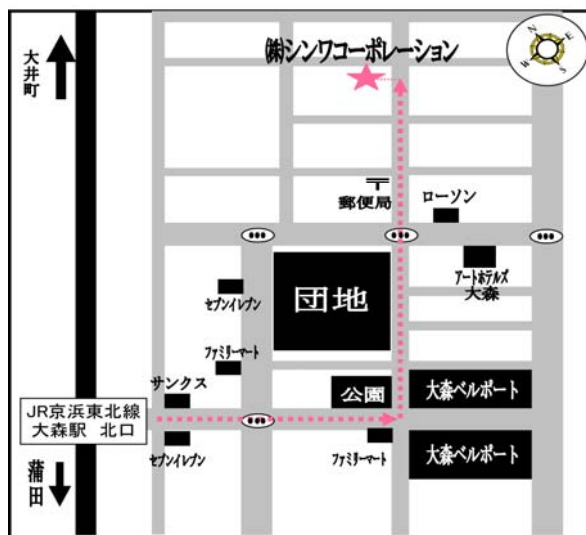 ㈱シンワコーポレーション
N
E
W
S
大井町
〒
郵便局
ローソン
アートホテルズ
大森
セブンイレブン
団地
ファミリーマート
サンクス
公園
大森ベルポート
JR京浜東北線
大森駅 北口
セブンイレブン
ファミリーマート
大森ベルポート
蒲田